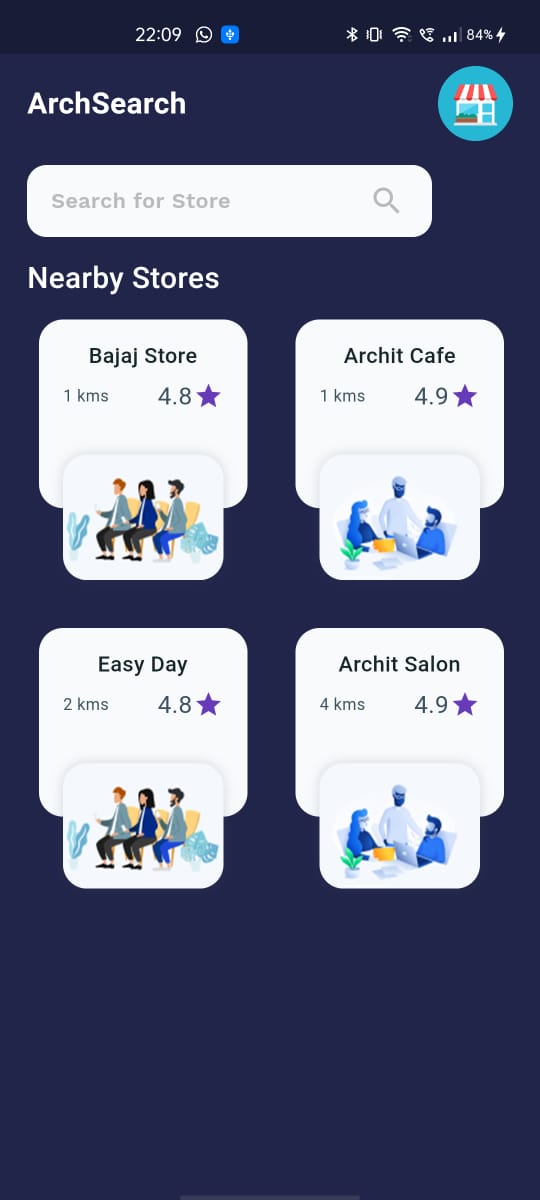 22:09 84%
ArchSearch
Search for Store
Nearby Stores
Bajaj Store
1 kms 4.8
Archit Cafe
1 kms 4.9
Easy Day
2 kms 4.8
Archit Salon
4 kms 4.9